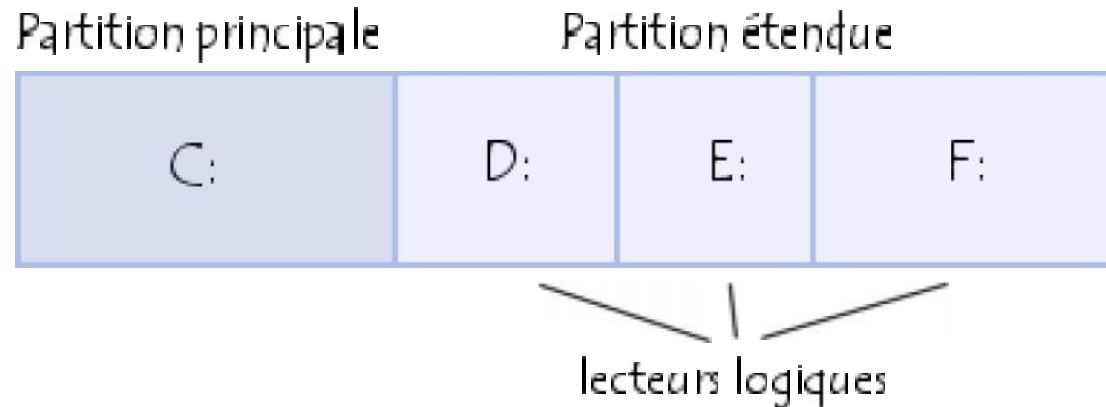 Partition principale Partition étendue
C: D: E: F:
lecteurs logiques